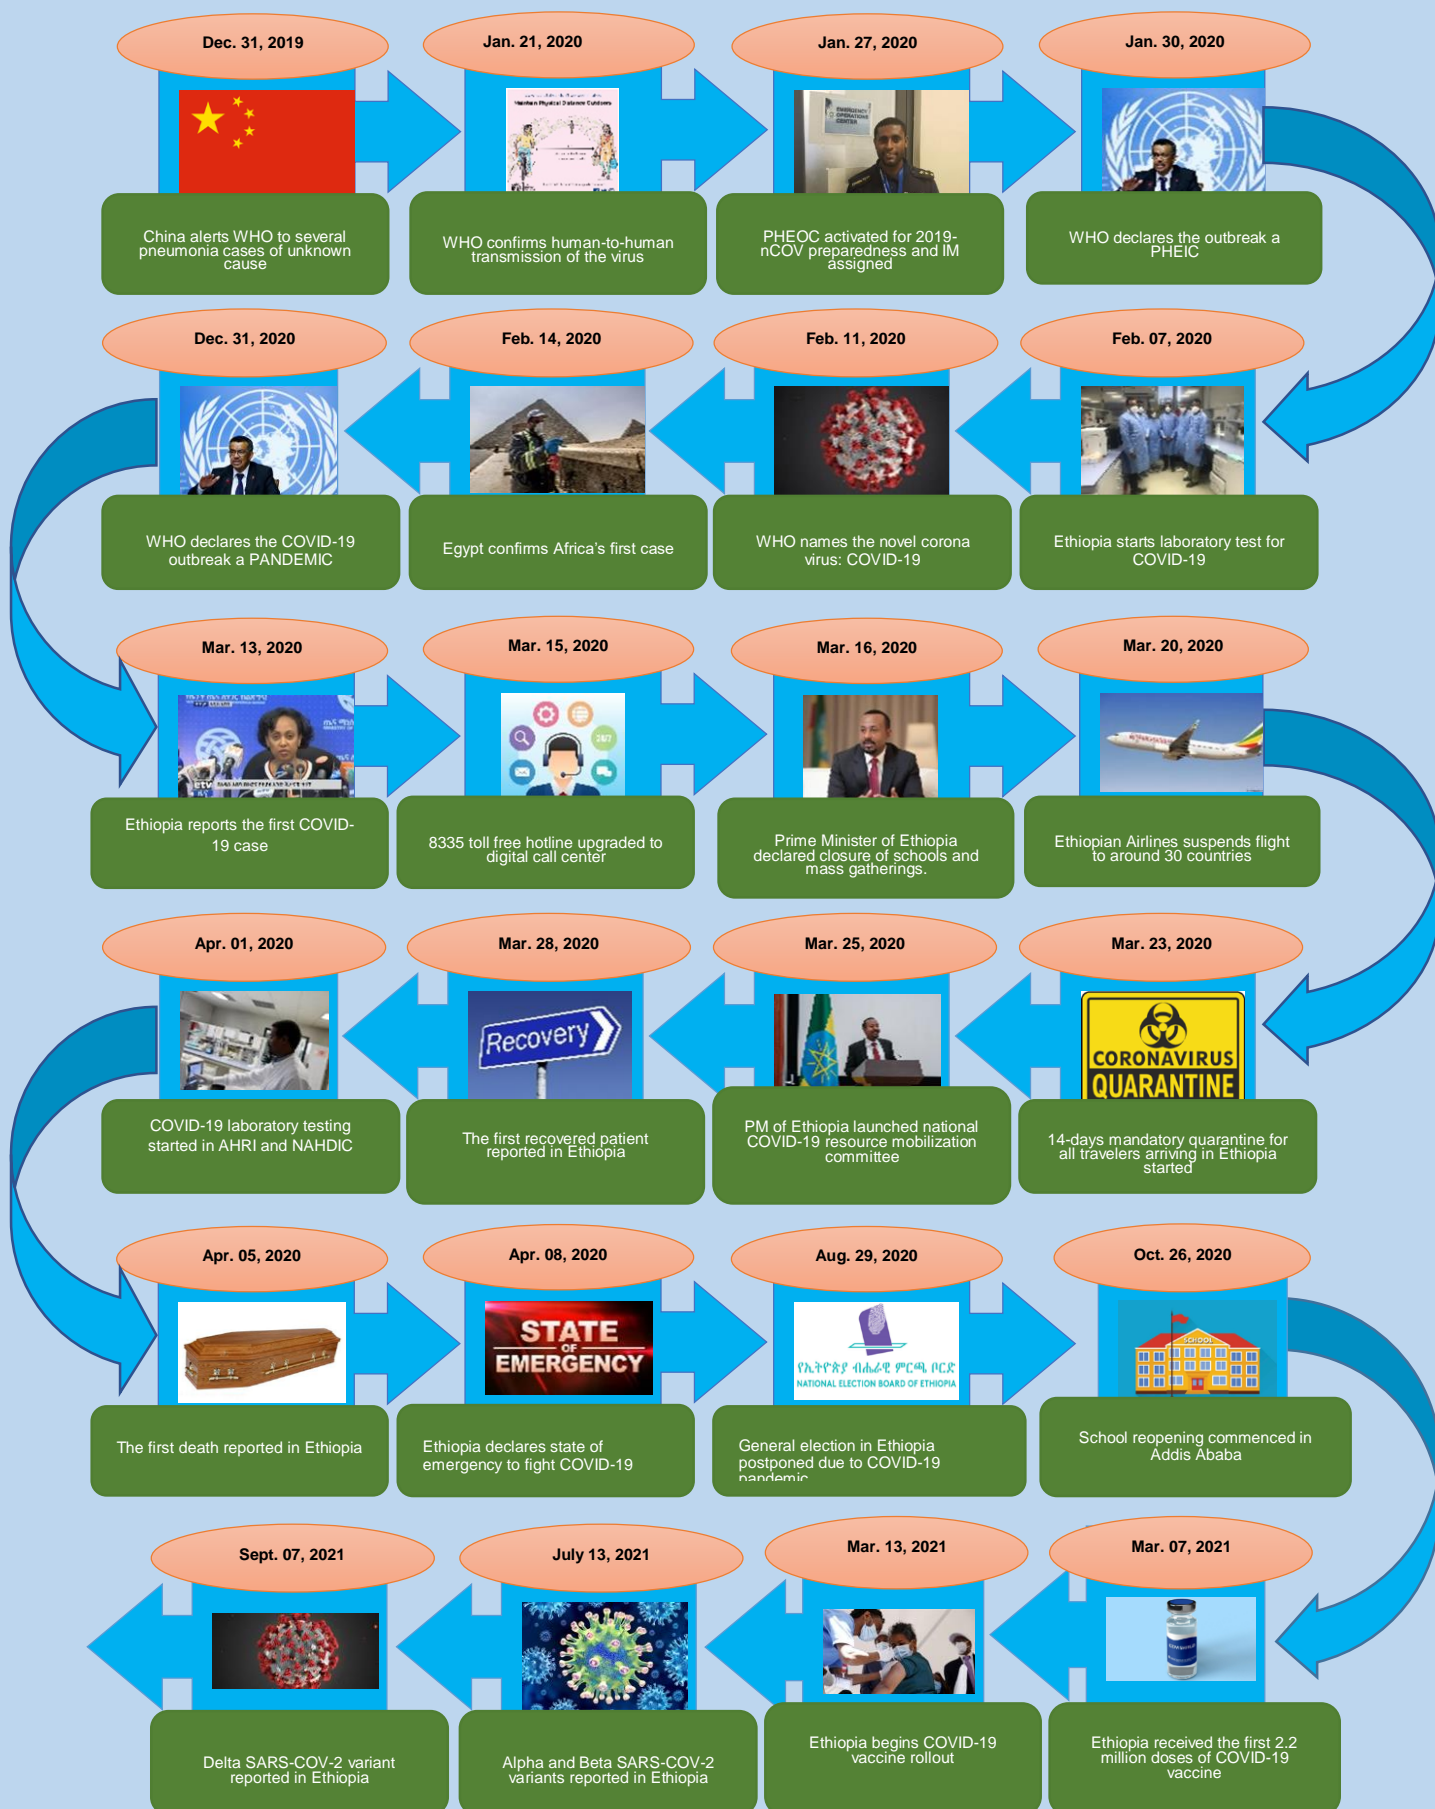 Dec. 31, 2019
China alerts WHO to several
pneumonia cases of unknown
cause
Jan. 21, 2020
Maintain Physical Distance Outdoors
WHO confirms human-to-human
transmission of the virus
Jan. 27, 2020
EMERGENCY
OPERATIONS
CENTER
PHEOC activated for 2019-
nCOV preparedness and IM
assigned
Jan. 30, 2020
WHO declares the outbreak a
PHEIC
Feb. 07, 2020
Ethiopia starts laboratory test for
COVID-19
Feb. 11, 2020
WHO names the novel corona
virus: COVID-19
Feb. 14, 2020
Egypt confirms Africa’s first case
Dec. 31, 2020
WHO declares the COVID-19
outbreak a PANDEMIC
Mar. 13, 2020
ETV
Ethiopia reports the first COVID-
19 case
Mar. 15, 2020
24/7
8335 toll free hotline upgraded to
digital call center
Mar. 16, 2020
Prime Minister of Ethiopia
declared closure of schools and
mass gatherings.
Mar. 20, 2020
Ethiopian Airlines suspends flight
to around 30 countries
Mar. 23, 2020
CORONAVIRUS
QUARANTINE
14-days mandatory quarantine for
all travelers arriving in Ethiopia
started
Mar. 25, 2020
PM of Ethiopia launched national
COVID-19 resource mobilization
committee
Mar. 28, 2020
Recovery
The first recovered patient
reported in Ethiopia
Apr. 01, 2020
COVID-19 laboratory testing
started in AHRI and NAHDIC
Apr. 05, 2020
The first death reported in Ethiopia
Apr. 08, 2020
STATE
OF
EMERGENCY
Ethiopia declares state of
emergency to fight COVID-19
Aug. 29, 2020
የኢትዮጵያ ብሔራዊ ምርጫ ቦርድ
NATIONAL ELECTION BOARD OF ETHIOPIA
General election in Ethiopia
postponed due to COVID-19
pandemic
Oct. 26, 2020
SCHOOL
School reopening commenced in
Addis Ababa
Mar. 07, 2021
Ethiopia received the first 2.2
million doses of COVID-19
vaccine
Mar. 13, 2021
Ethiopia begins COVID-19
vaccine rollout
July 13, 2021
Alpha and Beta SARS-COV-2
variants reported in Ethiopia
Sept. 07, 2021
Delta SARS-COV-2 variant
reported in Ethiopia